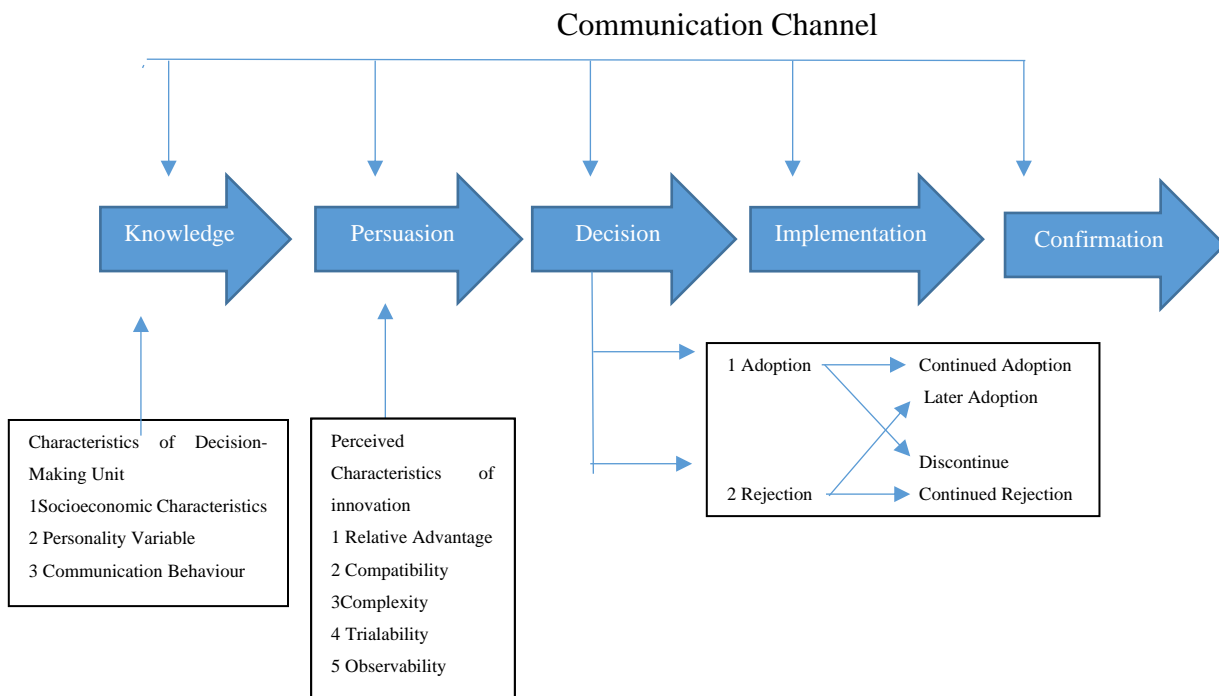 Communication Channel
Knowledge
Persuasion
Decision
Implementation
Confirmation
Characteristics of Decision-
Making Unit
1Socioeconomic Characteristics
2 Personality Variable
3 Communication Behaviour
Perceived
Characteristics of
innovation
1 Relative Advantage
2 Compatibility
3Complexity
4 Trialability
5 Observability
1 Adoption
Continued Adoption
Later Adoption
Discontinue
2 Rejection
Continued Rejection